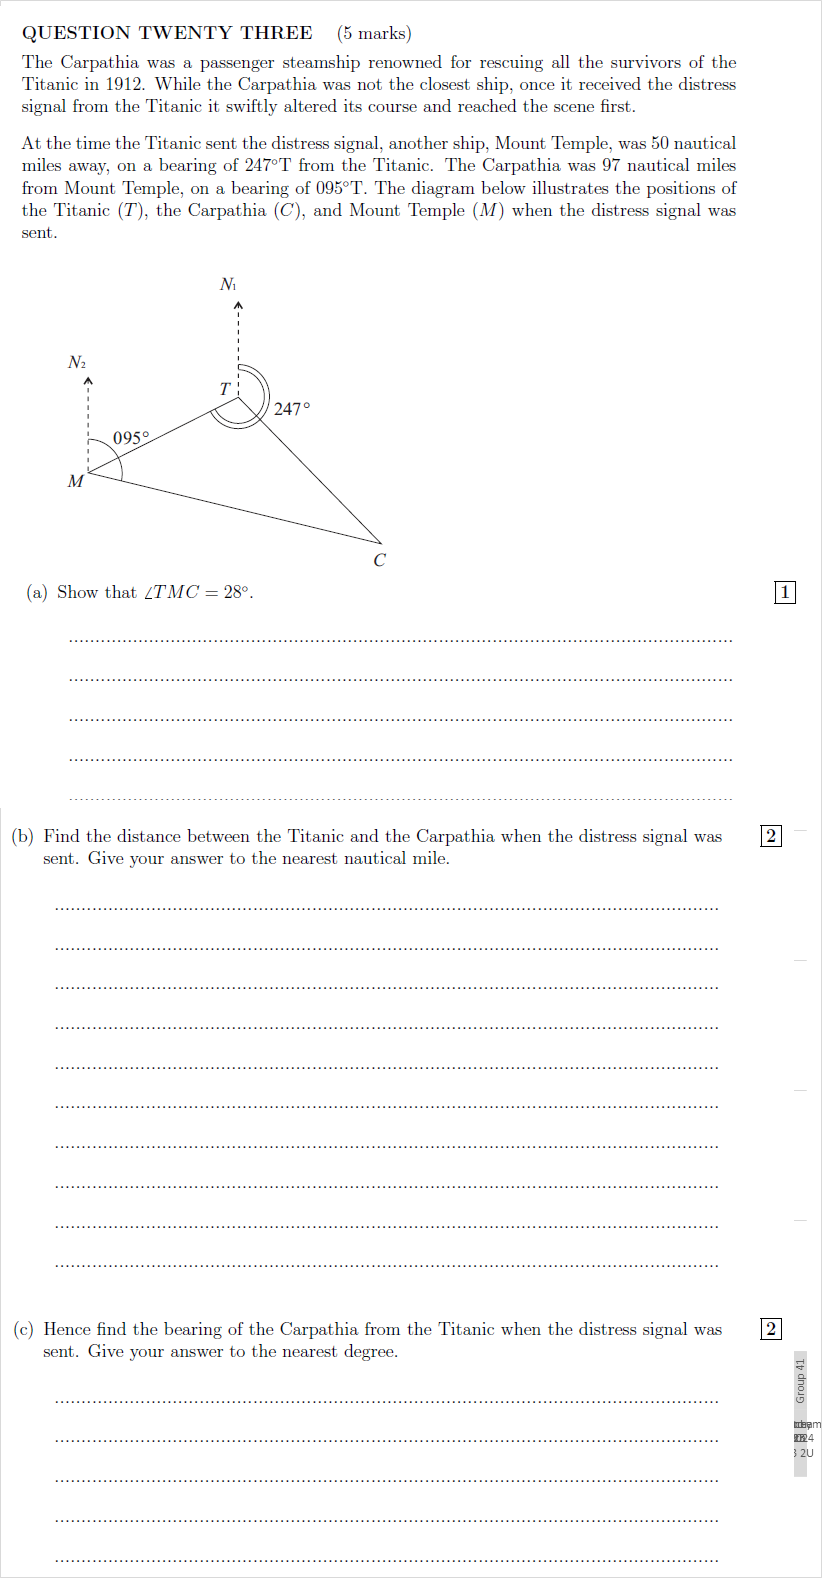 QUESTION TWENTY THREE (5 marks)
The Carpathia was a passenger steamship renowned for rescuing all the survivors of the
Titanic in 1912. While the Carpathia was not the closest ship, once it received the distress
signal from the Titanic it swiftly altered its course and reached the scene first.
At the time the Titanic sent the distress signal, another ship, Mount Temple, was 50 nautical
miles away, on a bearing of 247°T from the Titanic. The Carpathia was 97 nautical miles
from Mount Temple, on a bearing of 095°T. The diagram below illustrates the positions of
the Titanic (T), the Carpathia (C), and Mount Temple (M) when the distress signal was
sent.
N₁
N₂
T
247°
095°
M
C
(a) Show that ∠TMC = 28°. 1
(b) Find the distance between the Titanic and the Carpathia when the distress signal was 2
sent. Give your answer to the nearest nautical mile.
(c) Hence find the bearing of the Carpathia from the Titanic when the distress signal was 2
sent. Give your answer to the nearest degree.
Group 41
2U